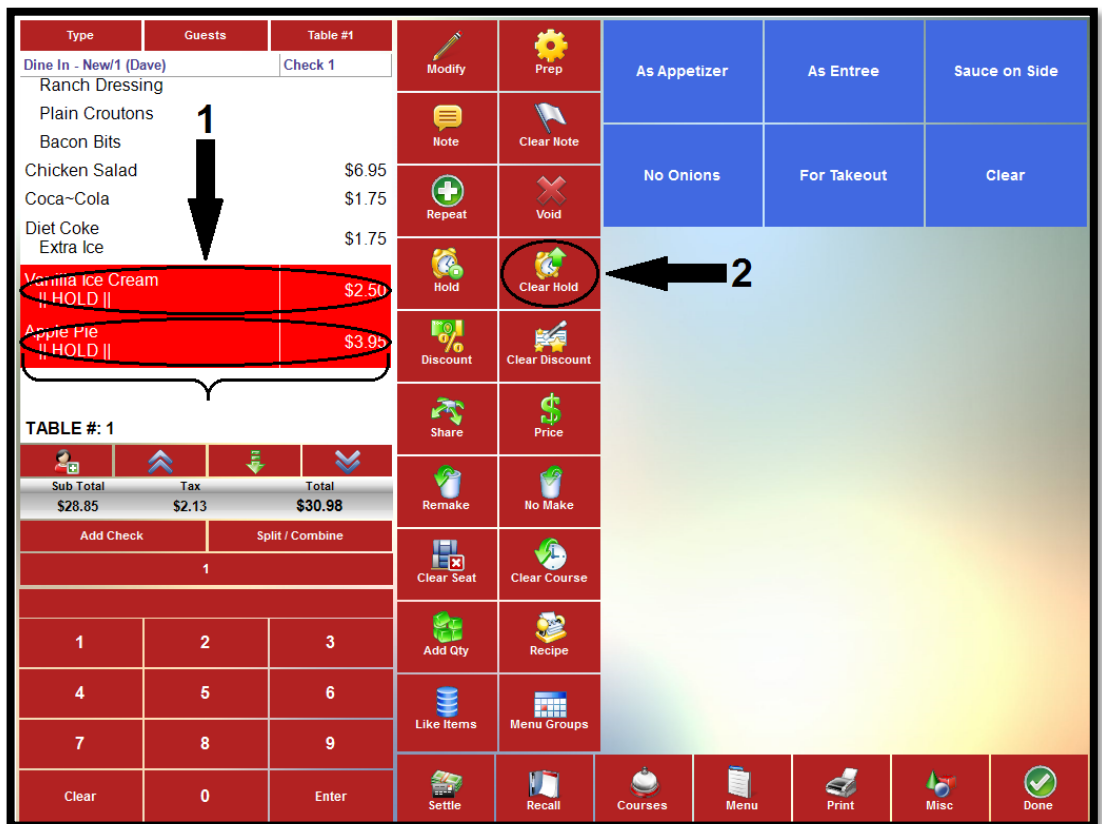 Type Guests Table #1
Dine In - New/1 (Dave) Check 1
Ranch Dressing
Plain Croutons
Bacon Bits
Chicken Salad $6.95
Coca~Cola $1.75
Diet Coke
Extra Ice $1.75
Vanilla Ice Cream
|| HOLD || $2.50
Apple Pie
|| HOLD || $3.95
1
TABLE #: 1
Sub Total Tax Total
$28.85 $2.13 $30.98
Add Check Split / Combine
1
1 2 3
4 5 6
7 8 9
Clear 0 Enter
Modify Prep
Note Clear Note
Repeat Void
Hold Clear Hold
2
Discount Clear Discount
Share Price
Remake No Make
Clear Seat Clear Course
Add Qty Recipe
Like Items Menu Groups
As Appetizer As Entree Sauce on Side
No Onions For Takeout Clear
Settle Recall Courses Menu Print Misc Done